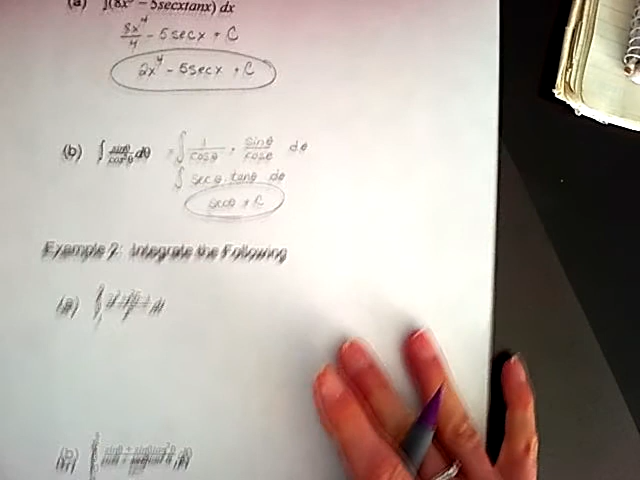 (a) ∫(8x³ − 5secxtanx) dx
8x⁴/4 - 5secx + C
2x⁴ - 5secx + C
(b) ∫ sinθ/cos²θ dθ = ∫ 1/cosθ · sinθ/cosθ dθ
∫ secθ · tanθ dθ
secθ + C
Example 2: Integrate the Following
(a) ∫
(b) ∫